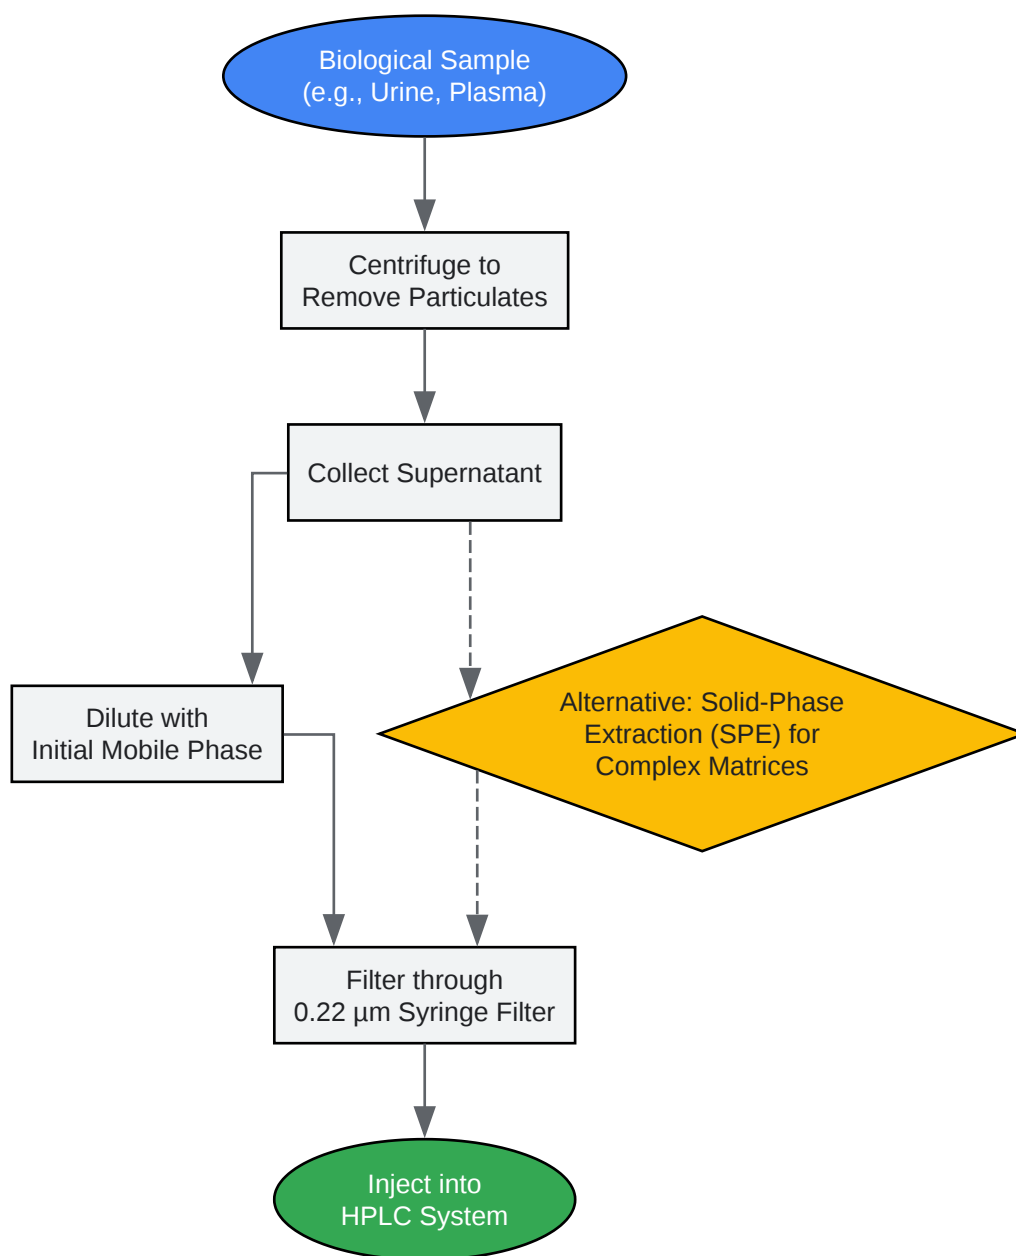 Biological Sample
(e.g., Urine, Plasma)
Centrifuge to
Remove Particulates
Collect Supernatant
Dilute with
Initial Mobile Phase
Alternative: Solid-Phase
Extraction (SPE) for
Complex Matrices
Filter through
0.22 µm Syringe Filter
Inject into
HPLC System